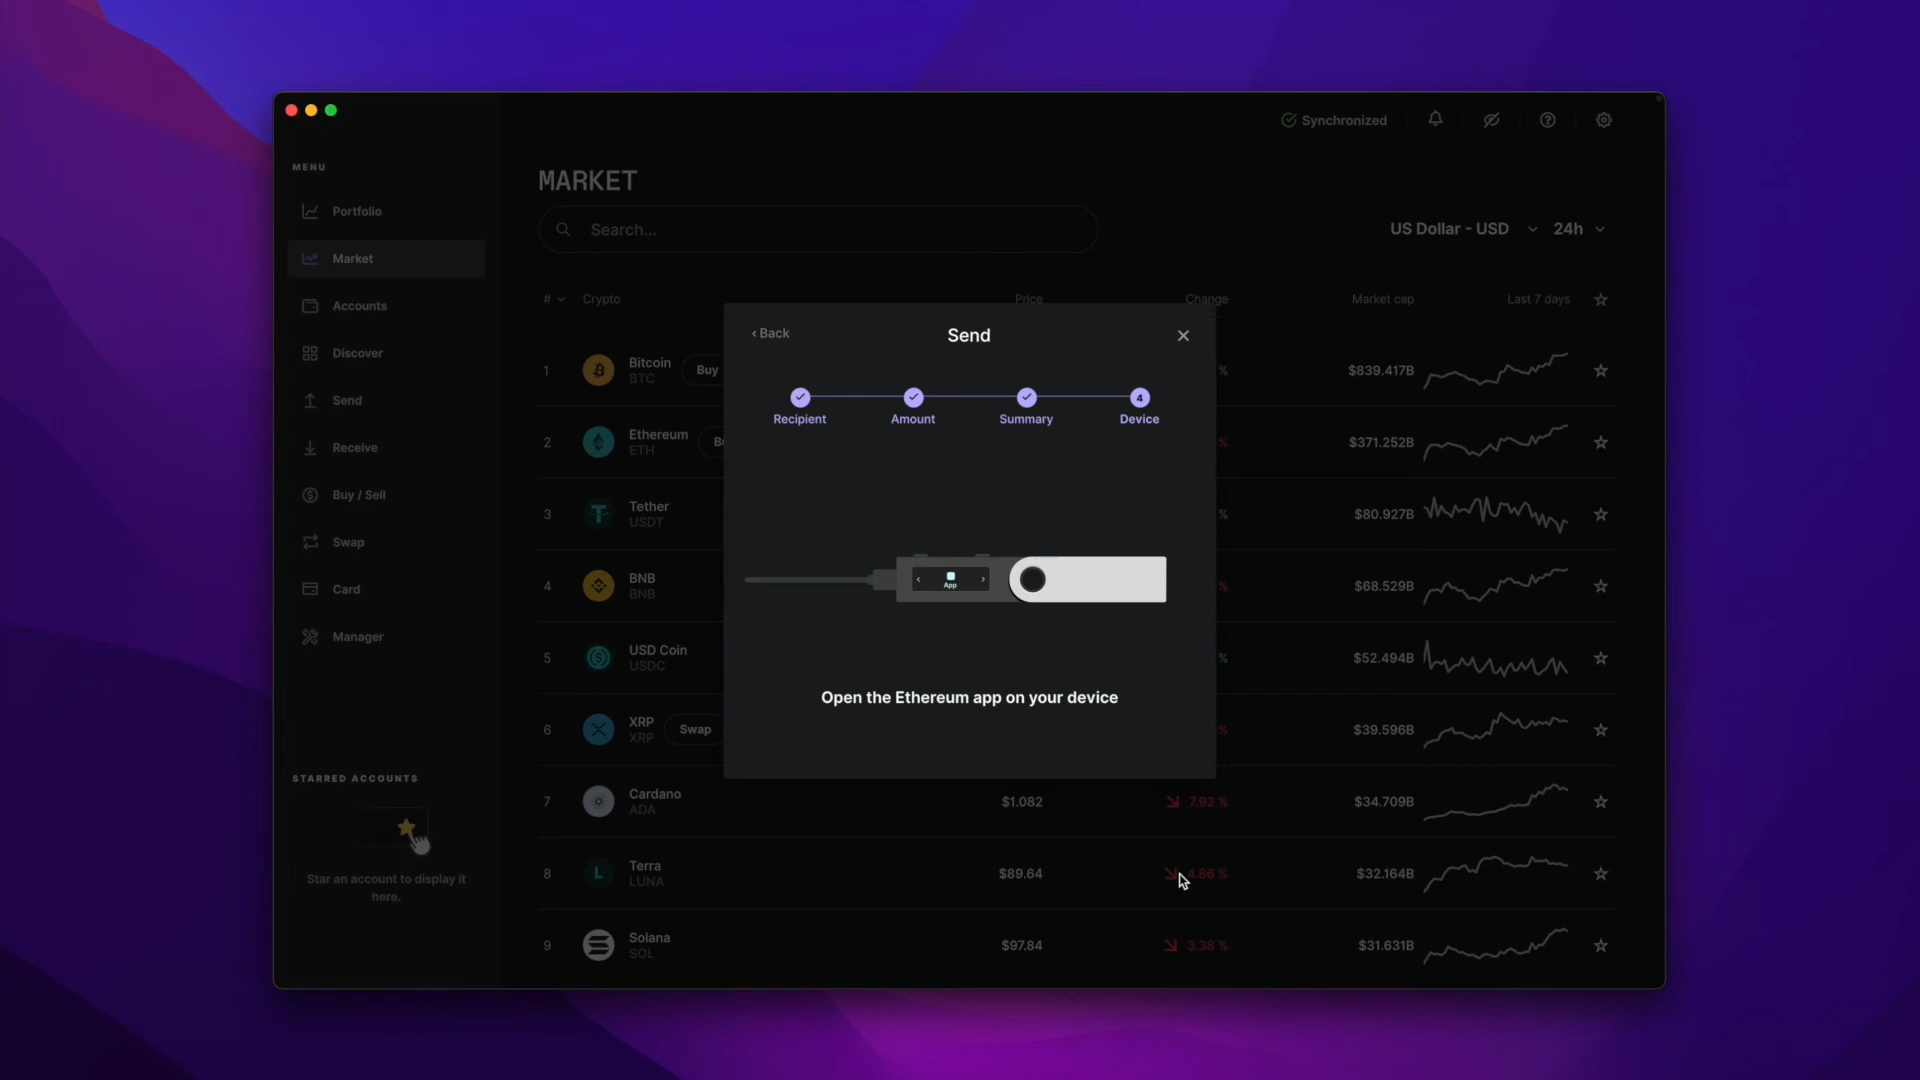 Synchronized
MENU
Portfolio
Market
Accounts
Discover
Send
Receive
Buy / Sell
Swap
Card
Manager
STARRED ACCOUNTS
Star an account to display it
here.
MARKET
Search...
US Dollar - USD
24h
# Crypto Price Change Market cap Last 7 days
1 Bitcoin Buy % $839.417B
BTC
2 Ethereum % $371.252B
ETH
3 Tether % $80.927B
USDT
4 BNB % $68.529B
BNB
5 USD Coin % $52.494B
USDC
6 XRP Swap % $39.596B
XRP
7 Cardano $1.082 7.92 % $34.709B
ADA
8 Terra $89.64 4.86 % $32.164B
LUNA
9 Solana $97.84 3.38 % $31.631B
SOL
‹ Back
Send
4
Recipient Amount Summary Device
App
Open the Ethereum app on your device